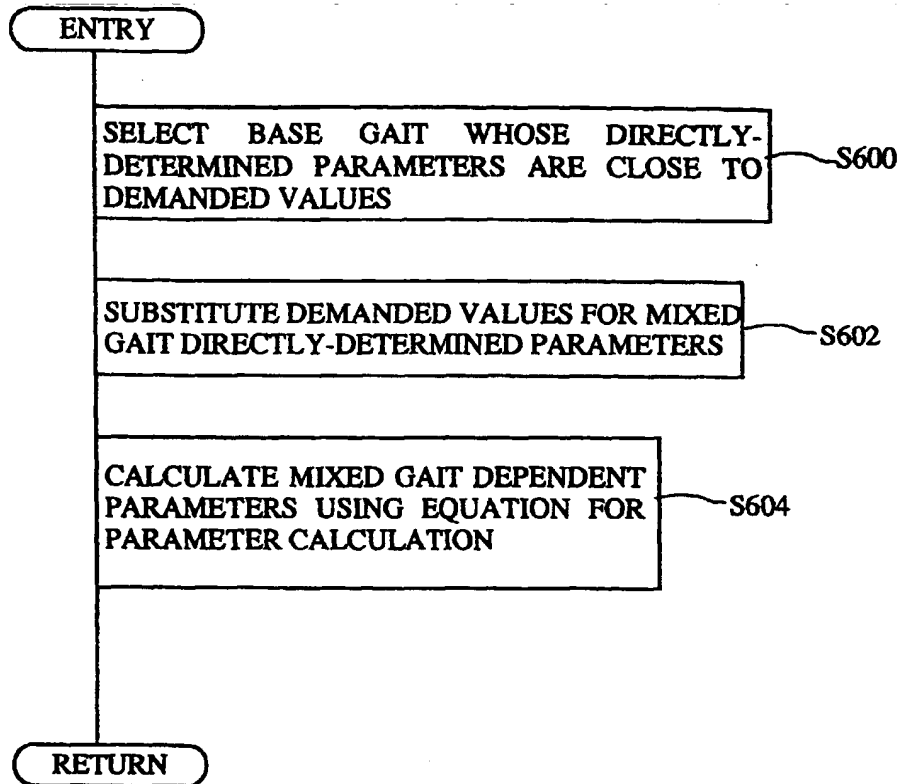 ENTRY
SELECT BASE GAIT WHOSE DIRECTLY-
DETERMINED PARAMETERS ARE CLOSE TO
DEMANDED VALUES
S600
SUBSTITUTE DEMANDED VALUES FOR MIXED
GAIT DIRECTLY-DETERMINED PARAMETERS
S602
CALCULATE MIXED GAIT DEPENDENT
PARAMETERS USING EQUATION FOR
PARAMETER CALCULATION
S604
RETURN